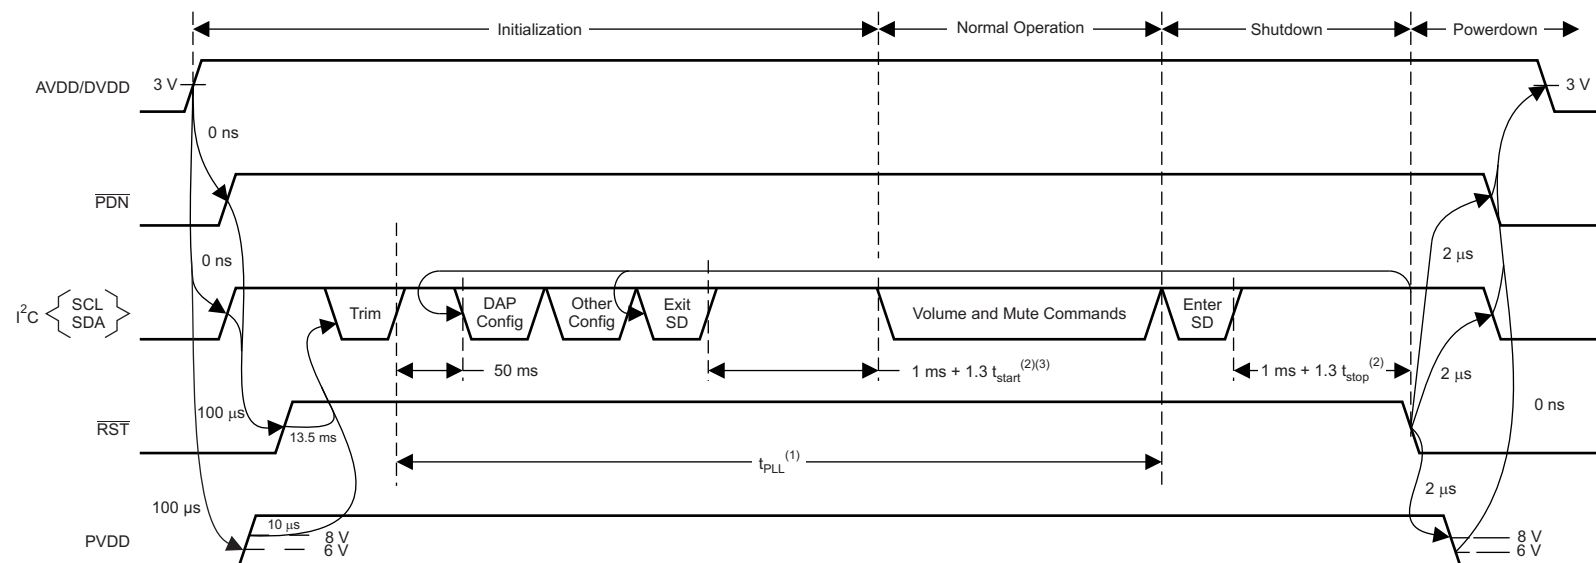 Initialization
Normal Operation
Shutdown
Powerdown
AVDD/DVDD
3 V
3 V
0 ns
PDN
0 ns
2 μs
I²C
SCL
SDA
Trim
DAP
Config
Other
Config
Exit
SD
Volume and Mute Commands
Enter
SD
50 ms
1 ms + 1.3 tstart(2)(3)
1 ms + 1.3 tstop(2)
2 μs
0 ns
100 μs
RST
13.5 ms
tPLL(1)
2 μs
100 μs
PVDD
10 μs
8 V
6 V
8 V
6 V